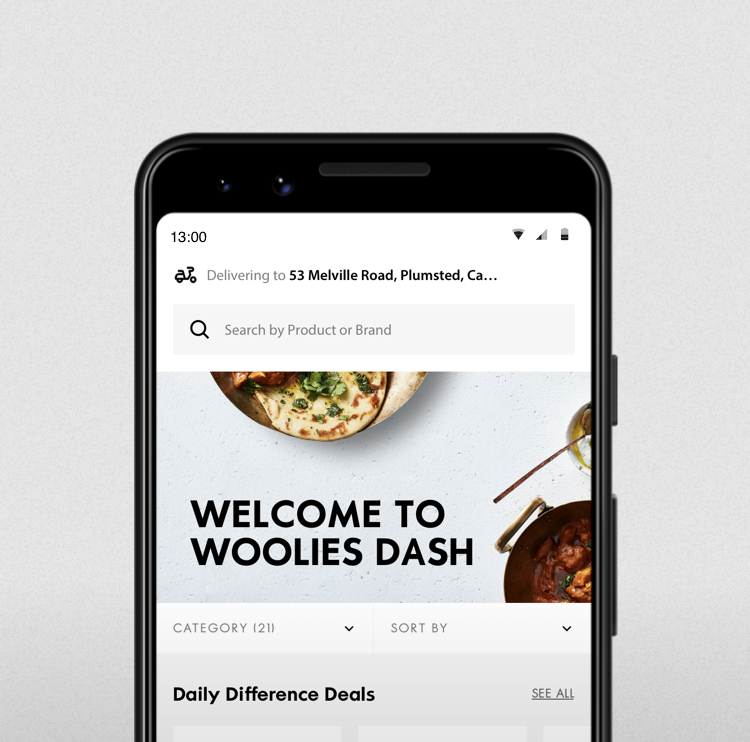 13:00
Delivering to 53 Melville Road, Plumsted, Ca...
Search by Product or Brand
WELCOME TO
WOOLIES DASH
CATEGORY (21) SORT BY
Daily Difference Deals SEE ALL